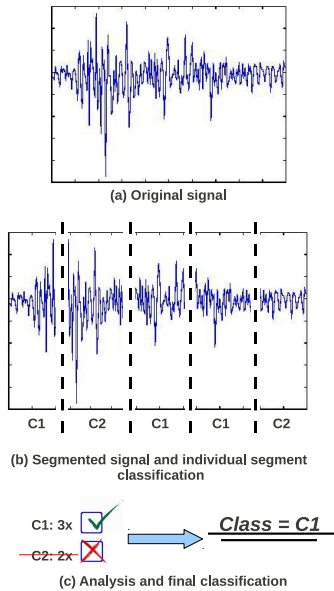 (a) Original signal
C1 C2 C1 C1 C2
(b) Segmented signal and individual segment
classification
C1: 3x
Class = C1
C2: 2x
(c) Analysis and final classification